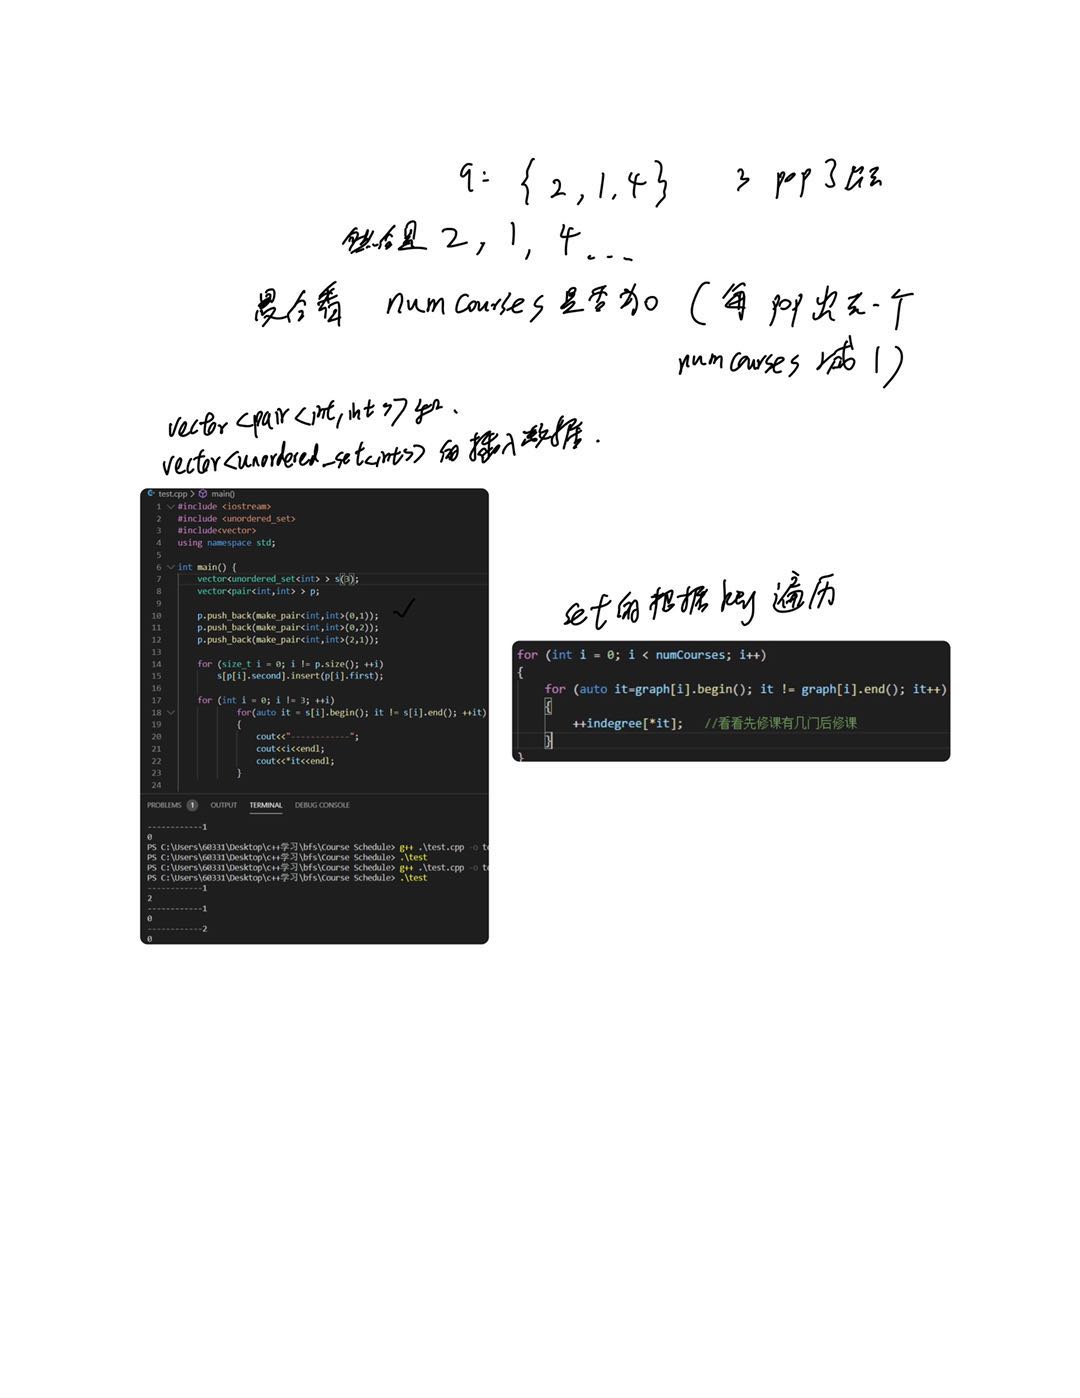 q: {2,1,4} 3 pop 了后
然后是 2, 1, 4 ...
最后看 numcourses 是否为0 (每 pop 出去一个
numcourses 减 1)
vector<pair<int,int>> 和
vector<unordered_set<int>> 的插入数据.
test.cpp > main()
1 #include <iostream>
2 #include <unordered_set>
3 #include<vector>
4 using namespace std;
5
6 int main() {
7 vector<unordered_set<int> > s(3);
8 vector<pair<int,int> > p;
9
10 p.push_back(make_pair<int,int>(0,1));
11 p.push_back(make_pair<int,int>(0,2));
12 p.push_back(make_pair<int,int>(2,1));
13
14 for (size_t i = 0; i != p.size(); ++i)
15 s[p[i].second].insert(p[i].first);
16
17 for (int i = 0; i != 3; ++i)
18 for(auto it = s[i].begin(); it != s[i].end(); ++it)
19 {
20 cout<<"------------";
21 cout<<i<<endl;
22 cout<<*it<<endl;
23 }
24
PROBLEMS 1 OUTPUT TERMINAL DEBUG CONSOLE
------------1
0
PS C:\Users\60331\Desktop\c++学习\bfs\Course Schedule> g++ .\test.cpp -o te
PS C:\Users\60331\Desktop\c++学习\bfs\Course Schedule> .\test
PS C:\Users\60331\Desktop\c++学习\bfs\Course Schedule> g++ .\test.cpp -o te
PS C:\Users\60331\Desktop\c++学习\bfs\Course Schedule> .\test
------------1
2
------------1
0
------------2
0
set的根据key遍历
for (int i = 0; i < numCourses; i++)
{
for (auto it=graph[i].begin(); it != graph[i].end(); it++)
{
++indegree[*it]; //看看先修课有几门后修课
}
}